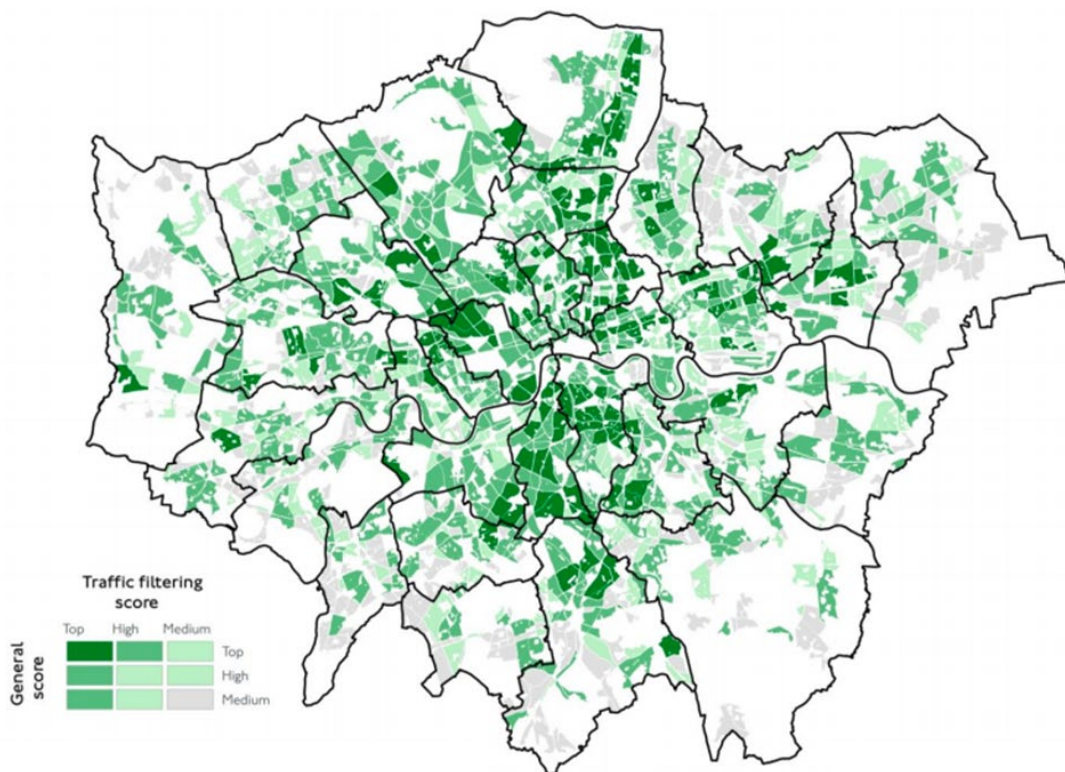 Traffic filtering
score
Top High Medium
General
score
Top
High
Medium